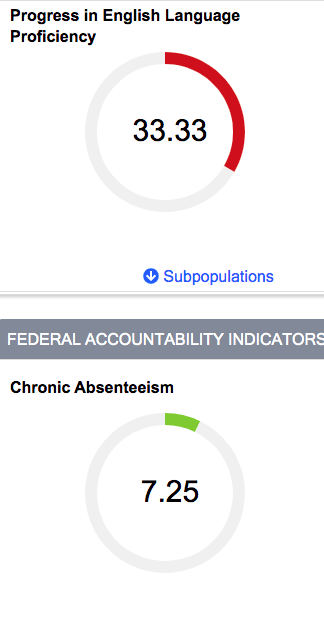 Progress in English Language
Proficiency
33.33
Subpopulations
FEDERAL ACCOUNTABILITY INDICATORS
Chronic Absenteeism
7.25